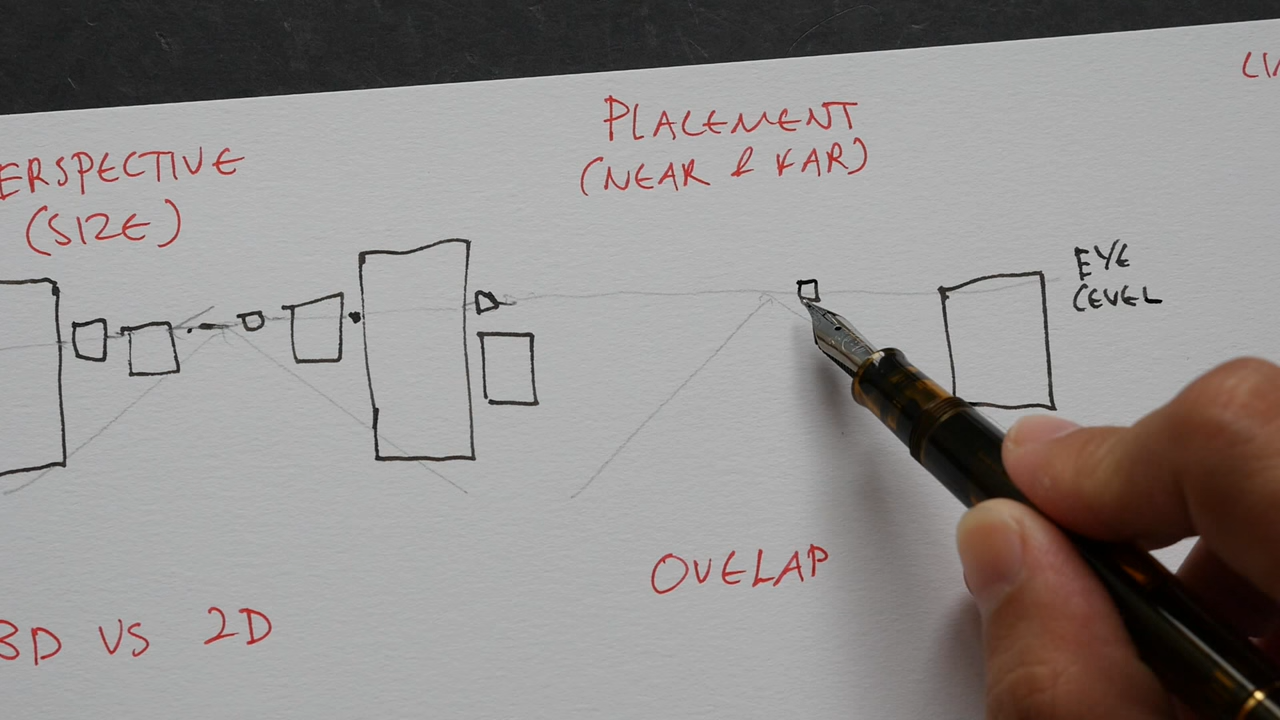 ERSPECTIVE
(SIZE)
PLACEMENT
(NEAR & FAR)
EYE
LEVEL
OVELAP
3D VS 2D